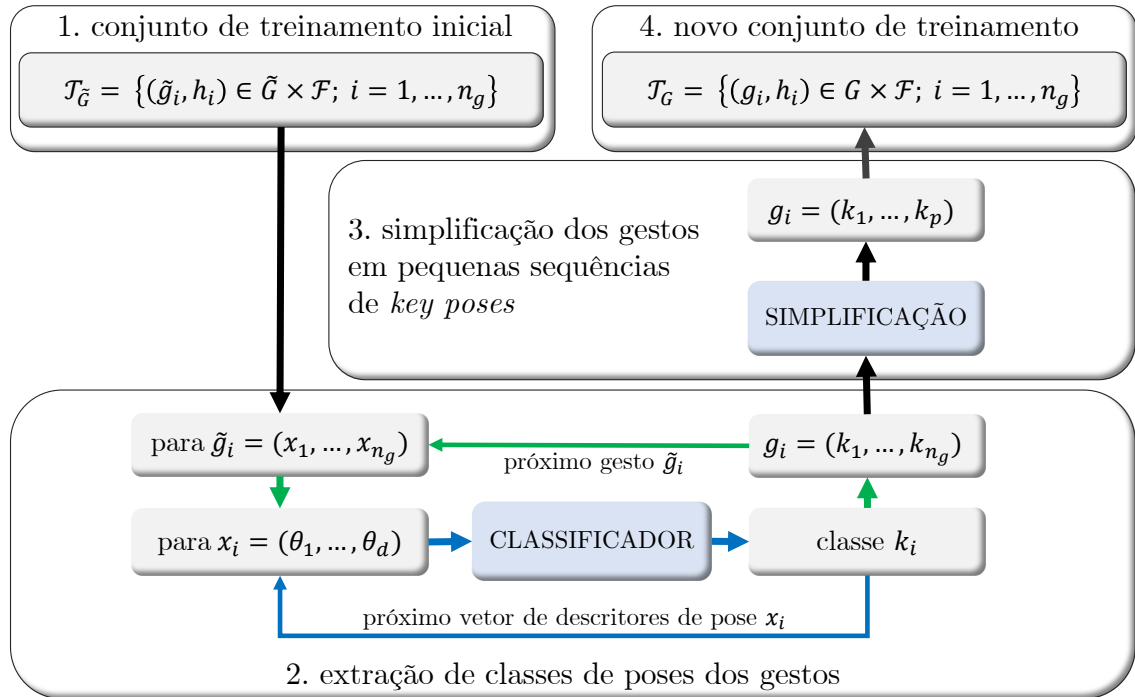 1. conjunto de treinamento inicial
𝒯_G̃ = {(g̃_i, h_i) ∈ G̃ × ℱ; i = 1, ..., n_g}
4. novo conjunto de treinamento
𝒯_G = {(g_i, h_i) ∈ G × ℱ; i = 1, ..., n_g}
3. simplificação dos gestos
em pequenas sequências
de key poses
g_i = (k_1, ..., k_p)
SIMPLIFICAÇÃO
para g̃_i = (x_1, ..., x_{n_g})
próximo gesto g̃_i
g_i = (k_1, ..., k_{n_g})
para x_i = (θ_1, ..., θ_d)
CLASSIFICADOR
classe k_i
próximo vetor de descritores de pose x_i
2. extração de classes de poses dos gestos